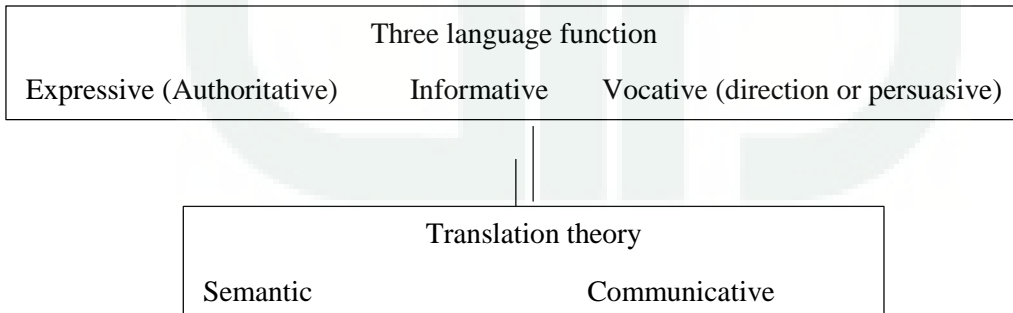 Three language function
Expressive (Authoritative) Informative Vocative (direction or persuasive)
Translation theory
Semantic Communicative